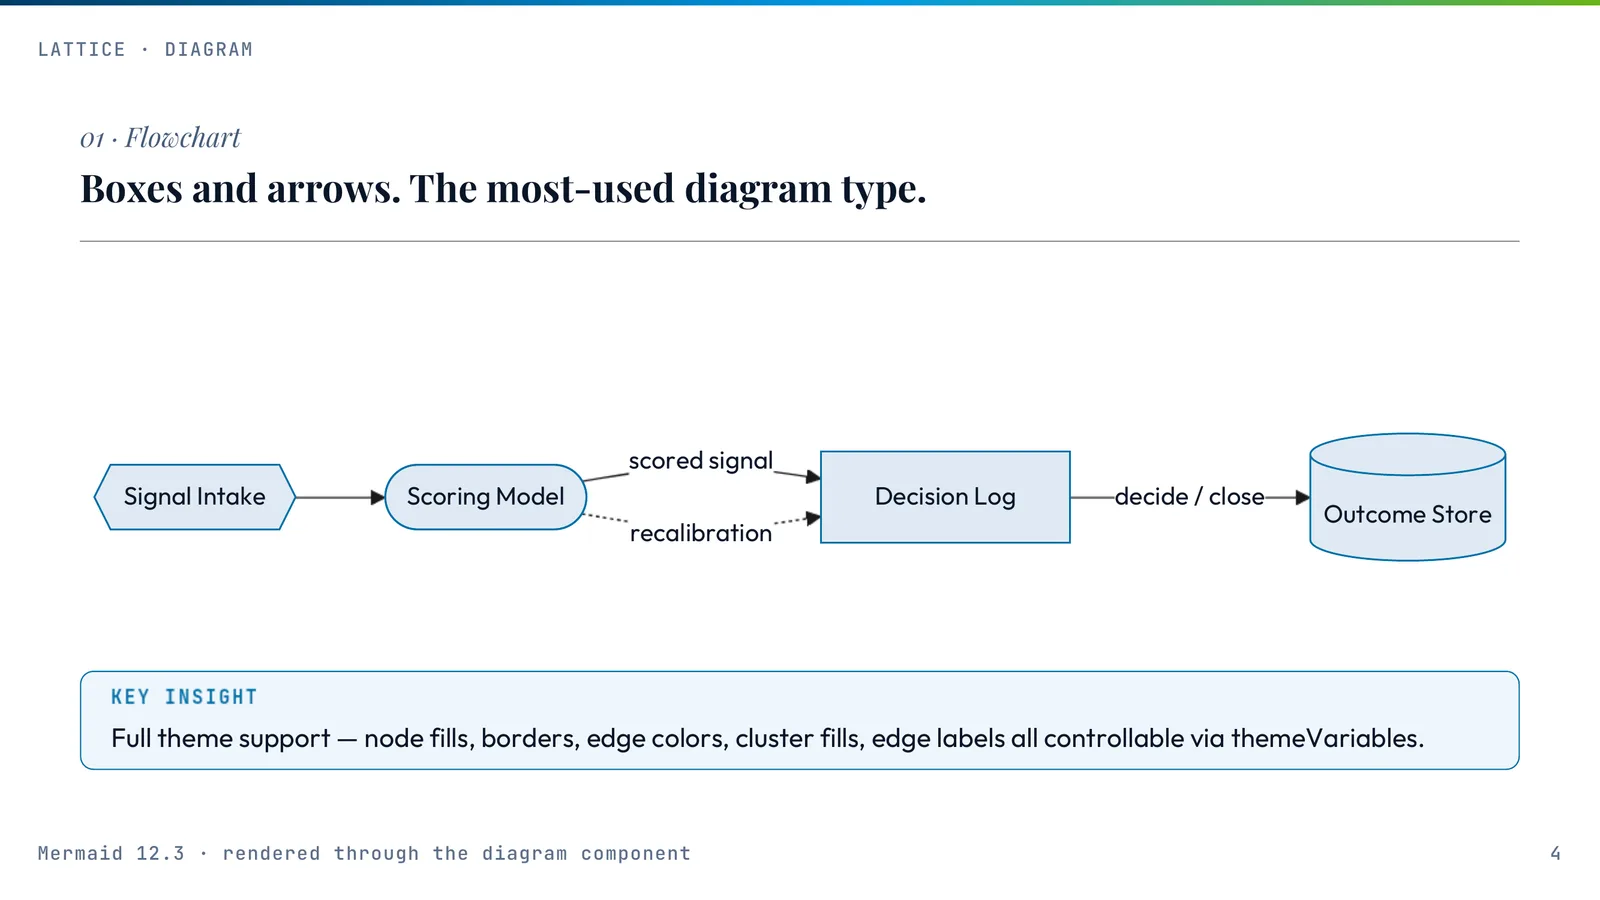 LATTICE · DIAGRAM
01 · Flowchart
Boxes and arrows. The most-used diagram type.
Signal Intake
Scoring Model
scored signal
recalibration
Decision Log
decide / close
Outcome Store
KEY INSIGHT
Full theme support — node fills, borders, edge colors, cluster fills, edge labels all controllable via themeVariables.
Mermaid 12.3 · rendered through the diagram component
4